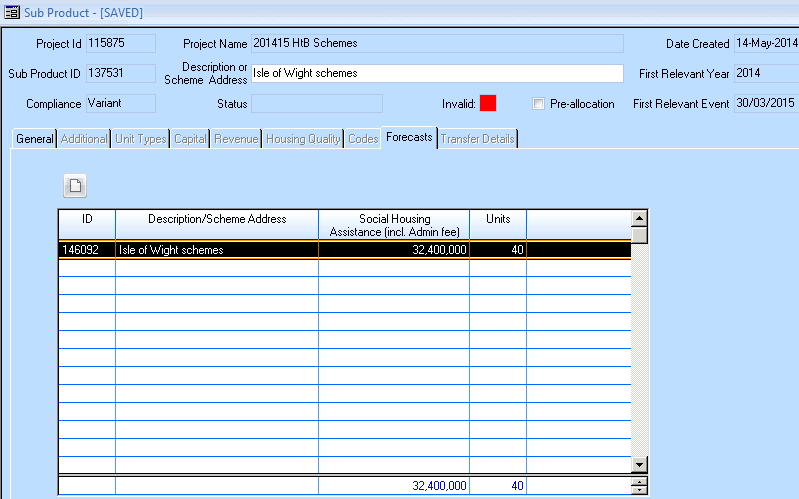 Sub Product - [SAVED]
Project Id 115875 Project Name 201415 HtB Schemes Date Created 14-May-2014
Sub Product ID 137531 Description or Scheme Address Isle of Wight schemes First Relevant Year 2014
Compliance Variant Status Invalid: Pre-allocation First Relevant Event 30/03/2015
General Additional Unit Types Capital Revenue Housing Quality Codes Forecasts Transfer Details
ID Description/Scheme Address Social Housing Assistance (incl. Admin fee) Units
146092 Isle of Wight schemes 32,400,000 40
32,400,000 40